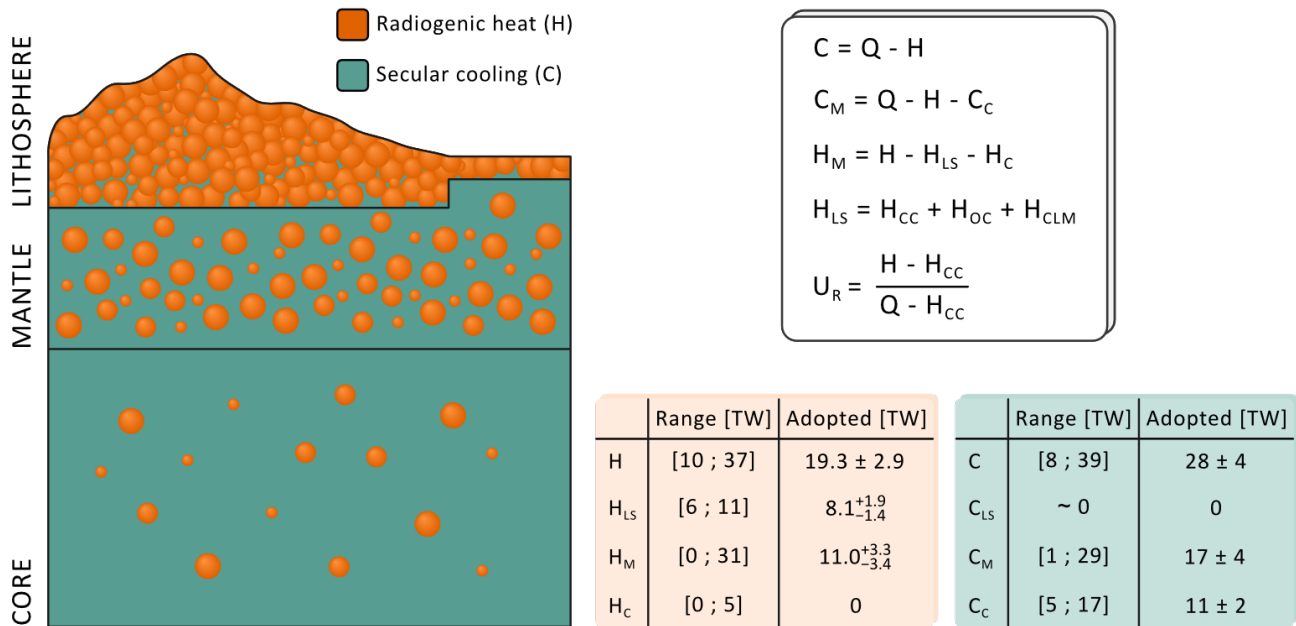 Radiogenic heat (H)
Secular cooling (C)
LITHOSPHERE
MANTLE
CORE
C = Q - H
C_M = Q - H - C_C
H_M = H - H_LS - H_C
H_LS = H_CC + H_OC + H_CLM
U_R = (H - H_CC) / (Q - H_CC)
Range [TW] Adopted [TW]
H [10 ; 37] 19.3 ± 2.9
H_LS [6 ; 11] 8.1 +1.9 −1.4
H_M [0 ; 31] 11.0 +3.3 −3.4
H_C [0 ; 5] 0
Range [TW] Adopted [TW]
C [8 ; 39] 28 ± 4
C_LS ~ 0 0
C_M [1 ; 29] 17 ± 4
C_C [5 ; 17] 11 ± 2